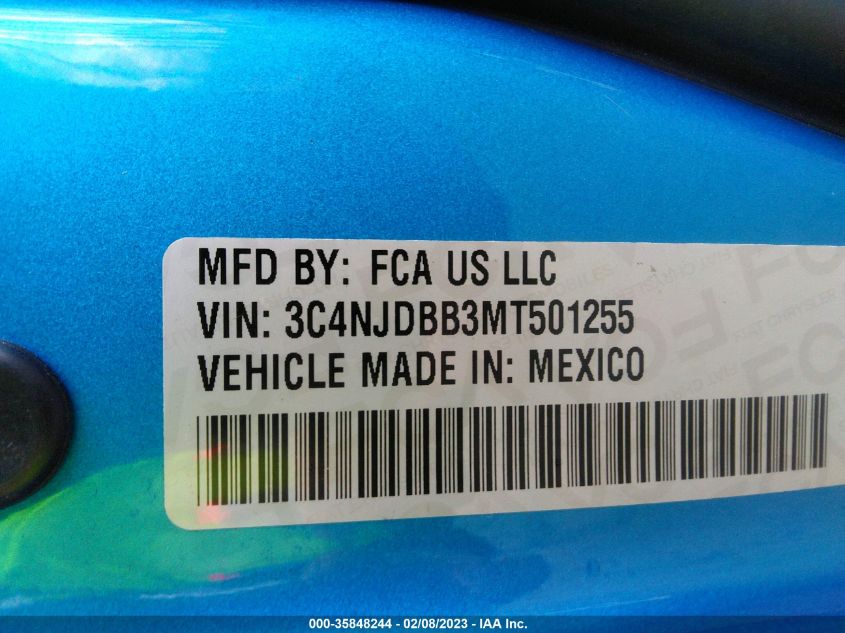 MFD BY: FCA US LLC
VIN: 3C4NJDBB3MT501255
VEHICLE MADE IN: MEXICO
000-35848244 - 02/08/2023 - IAA Inc.